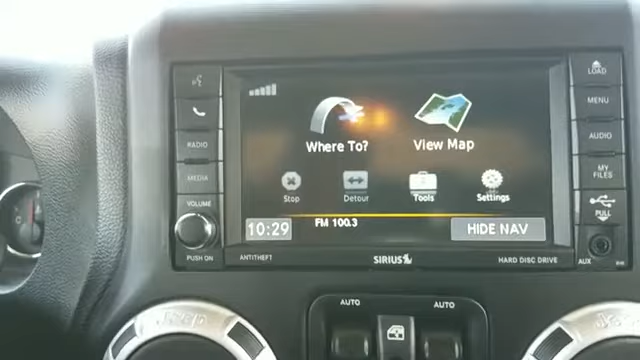 LOAD
MENU
RADIO
AUDIO
Where To?
View Map
MEDIA
MY
FILES
Stop
Detour
Tools
Settings
VOLUME
PULL
10:29
FM 100.3
HIDE NAV
PUSH ON
ANTITHEFT
SIRIUS
HARD DISC DRIVE
AUX
AUTO
AUTO
Jeep